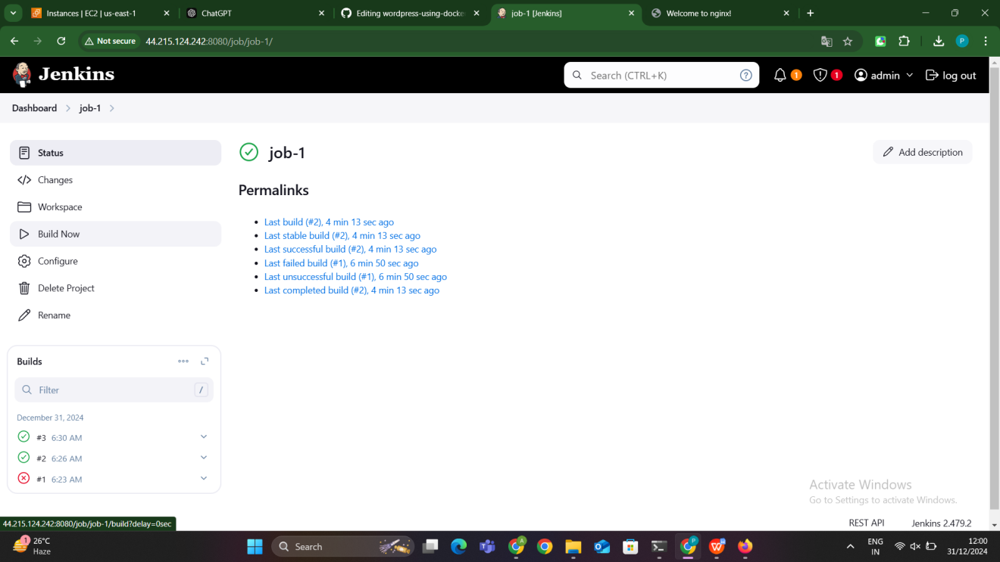 Instances | EC2 | us-east-1
ChatGPT
Editing wordpress-using-docke
job-1 [Jenkins]
Welcome to nginx!
Not secure
44.215.124.242:8080/job/job-1/
P
Jenkins
Search (CTRL+K)
?
1
1
admin
log out
Dashboard
job-1
Status
Changes
Workspace
Build Now
Configure
Delete Project
Rename
job-1
Add description
Permalinks
Last build (#2), 4 min 13 sec ago
Last stable build (#2), 4 min 13 sec ago
Last successful build (#2), 4 min 13 sec ago
Last failed build (#1), 6 min 50 sec ago
Last unsuccessful build (#1), 6 min 50 sec ago
Last completed build (#2), 4 min 13 sec ago
Builds
Filter
/
December 31, 2024
#3 6:30 AM
#2 6:26 AM
#1 6:23 AM
Activate Windows
Go to Settings to activate Windows.
44.215.124.242:8080/job/job-1/build?delay=0sec
REST API
Jenkins 2.479.2
1
26°C
Haze
Search
A
P
ENG
IN
12:00
31/12/2024